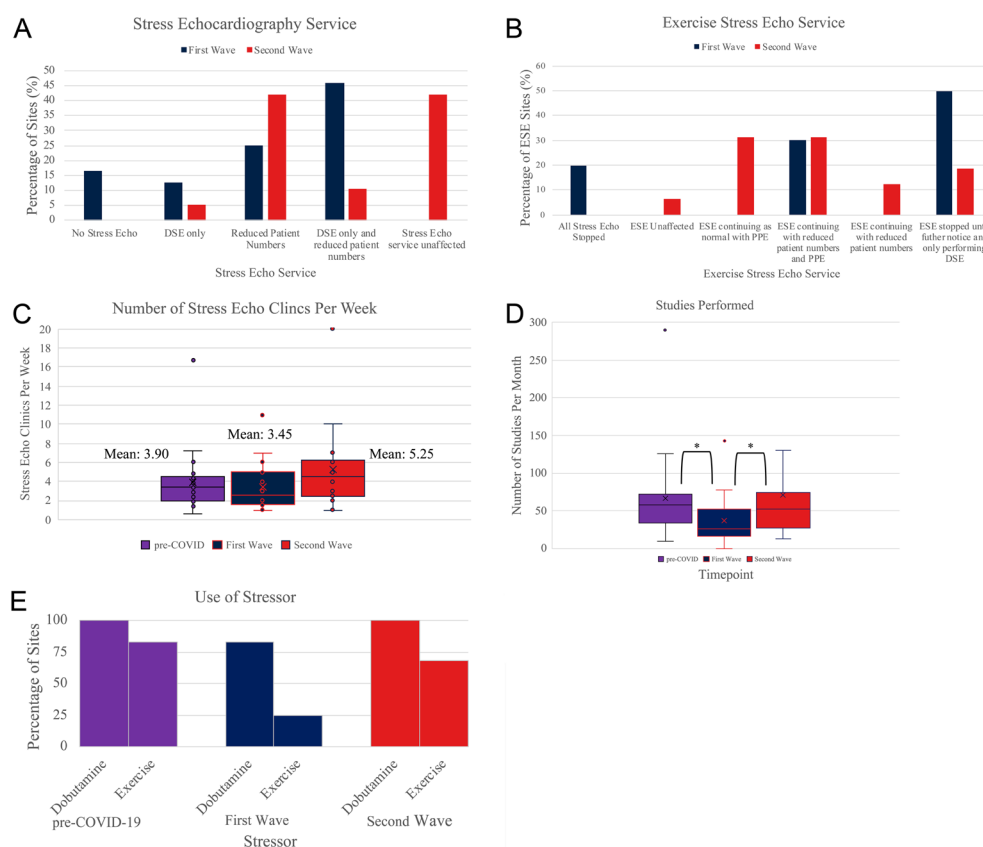 A
Stress Echocardiography Service
First Wave
Second Wave
Percentage of Sites (%)
50
45
40
35
30
25
20
15
10
5
0
No Stress Echo
DSE only
Reduced Patient
Numbers
DSE only and
reduced patient
numbers
Stress Echo
service unaffected
Stress Echo Service
B
Exercise Stress Echo Service
First Wave
Second Wave
Percentage of ESE Sites (%)
60
50
40
30
20
10
0
All Stress Echo
Stopped
ESE Unaffected
ESE continuing as
normal with PPE
ESE continuing
with reduced
patient numbers
and PPE
ESE continuing
with reduced
patient numbers
ESE stopped unt
futher notice an
only performing
DSE
Exercise Stress Echo Service
C
Number of Stress Echo Clincs Per Week
Stress Echo Clinics Per Week
20
18
16
14
12
10
8
6
4
2
0
Mean: 3.90
Mean: 3.45
Mean: 5.25
pre-COVID
First Wave
Second Wave
D
Studies Performed
Number of Studies Per Month
300
250
200
150
100
50
0
*
*
pre-COVID
First Wave
Second Wave
Timepoint
E
Use of Stressor
Percentage of Sites
100
75
50
25
0
Dobutamine
Exercise
Dobutamine
Exercise
Dobutamine
Exercise
pre-COVID-19
First Wave
Second Wave
Stressor